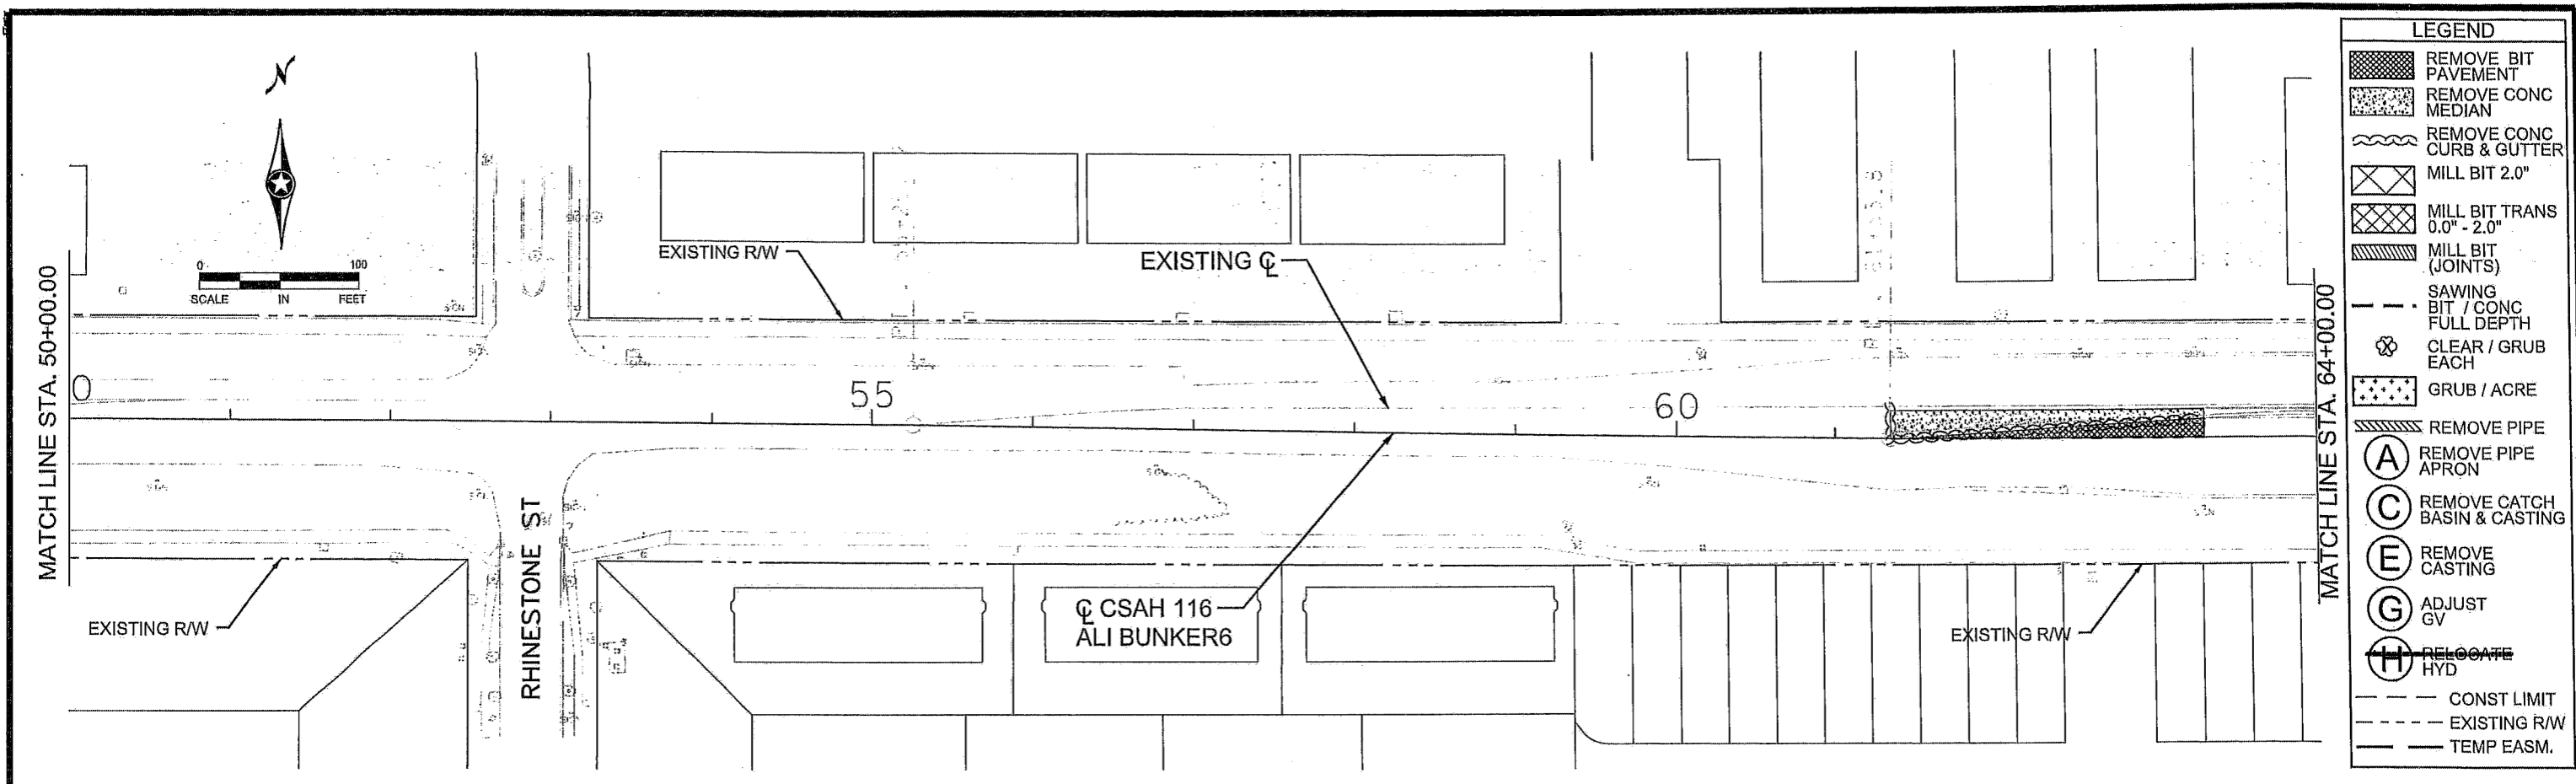 N
0 100
SCALE IN FEET
MATCH LINE STA. 50+00.00
EXISTING R/W
EXISTING ℄
0
55
60
MATCH LINE STA. 64+00.00
RHINESTONE ST
EXISTING R/W
℄ CSAH 116
ALI BUNKER6
EXISTING R/W
LEGEND
REMOVE BIT
PAVEMENT
REMOVE CONC
MEDIAN
REMOVE CONC
CURB & GUTTER
MILL BIT 2.0"
MILL BIT TRANS
0.0" - 2.0"
MILL BIT
(JOINTS)
SAWING
BIT / CONC
FULL DEPTH
CLEAR / GRUB
EACH
GRUB / ACRE
REMOVE PIPE
A REMOVE PIPE
APRON
C REMOVE CATCH
BASIN & CASTING
E REMOVE
CASTING
G ADJUST
GV
H RELOCATE
HYD
CONST LIMIT
EXISTING R/W
TEMP EASM.